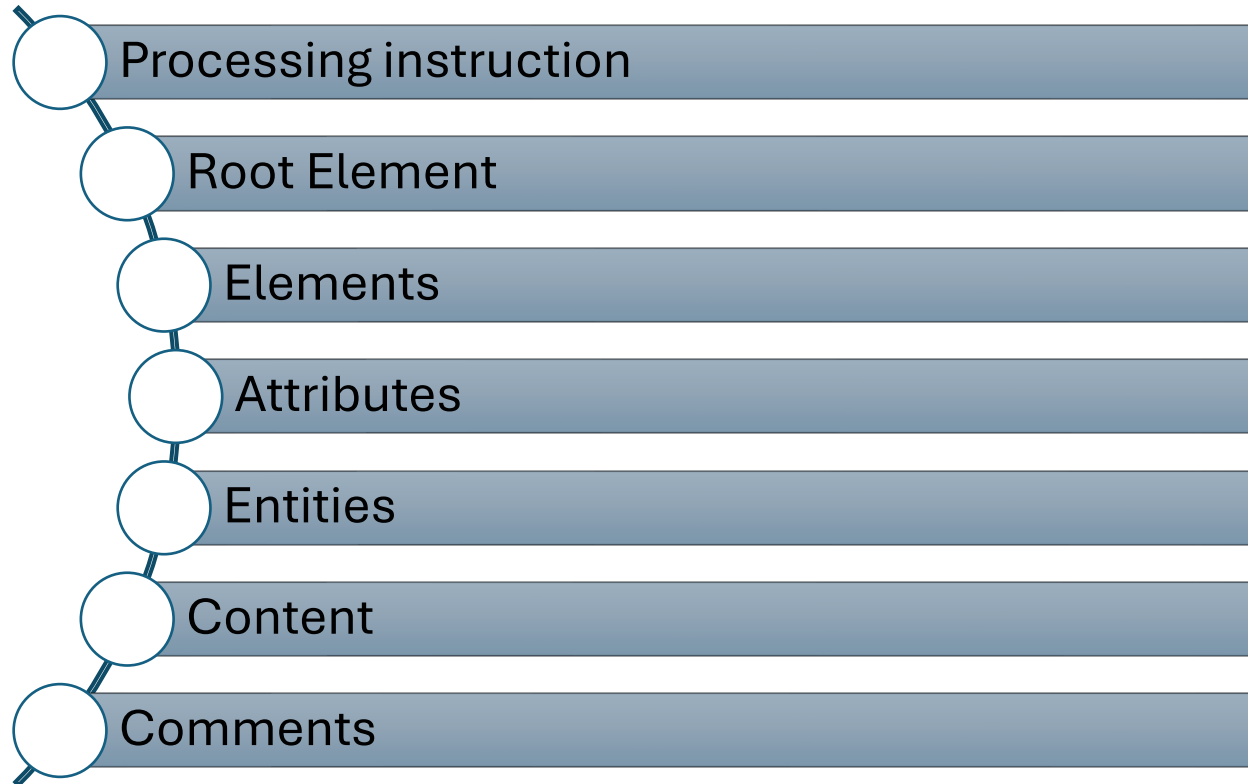 Processing instruction
Root Element
Elements
Attributes
Entities
Content
Comments